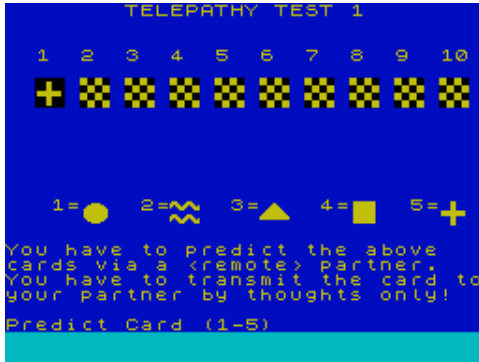 TELEPATHY TEST 1
1 2 3 4 5 6 7 8 9 10
1= 2= 3= 4= 5=
You have to predict the above
cards via a <remote> partner.
You have to transmit the card to
your partner by thoughts only!
Predict Card (1-5)